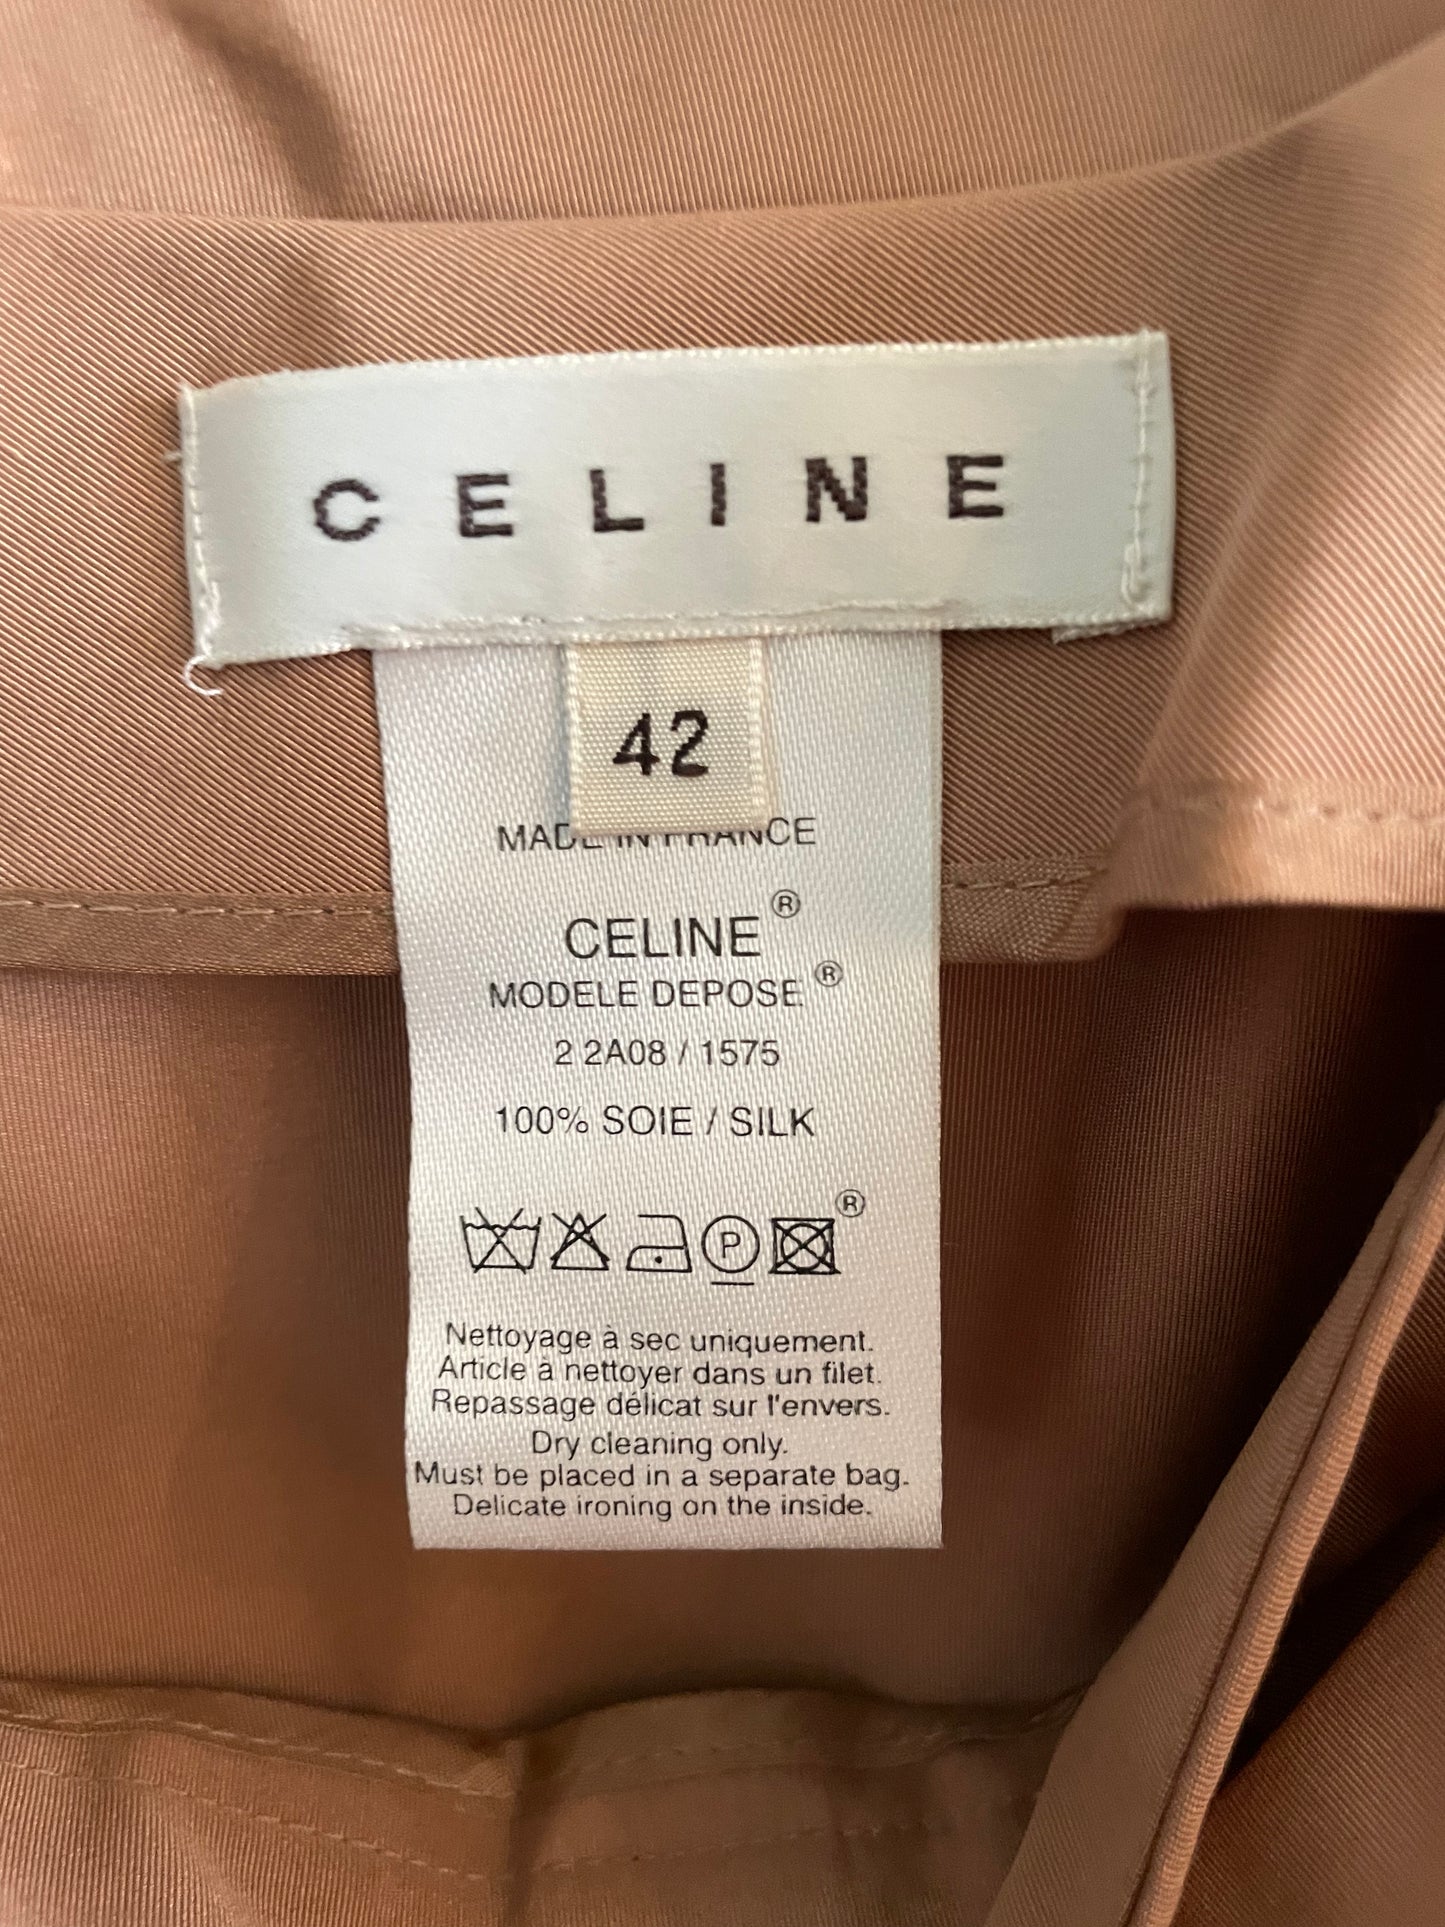 CELINE
42
MADE IN FRANCE
CELINE ®
MODELE DEPOSE ®
2 2A08 / 1575
100% SOIE / SILK
P ®
Nettoyage à sec uniquement.
Article à nettoyer dans un filet.
Repassage délicat sur l'envers.
Dry cleaning only.
Must be placed in a separate bag.
Delicate ironing on the inside.